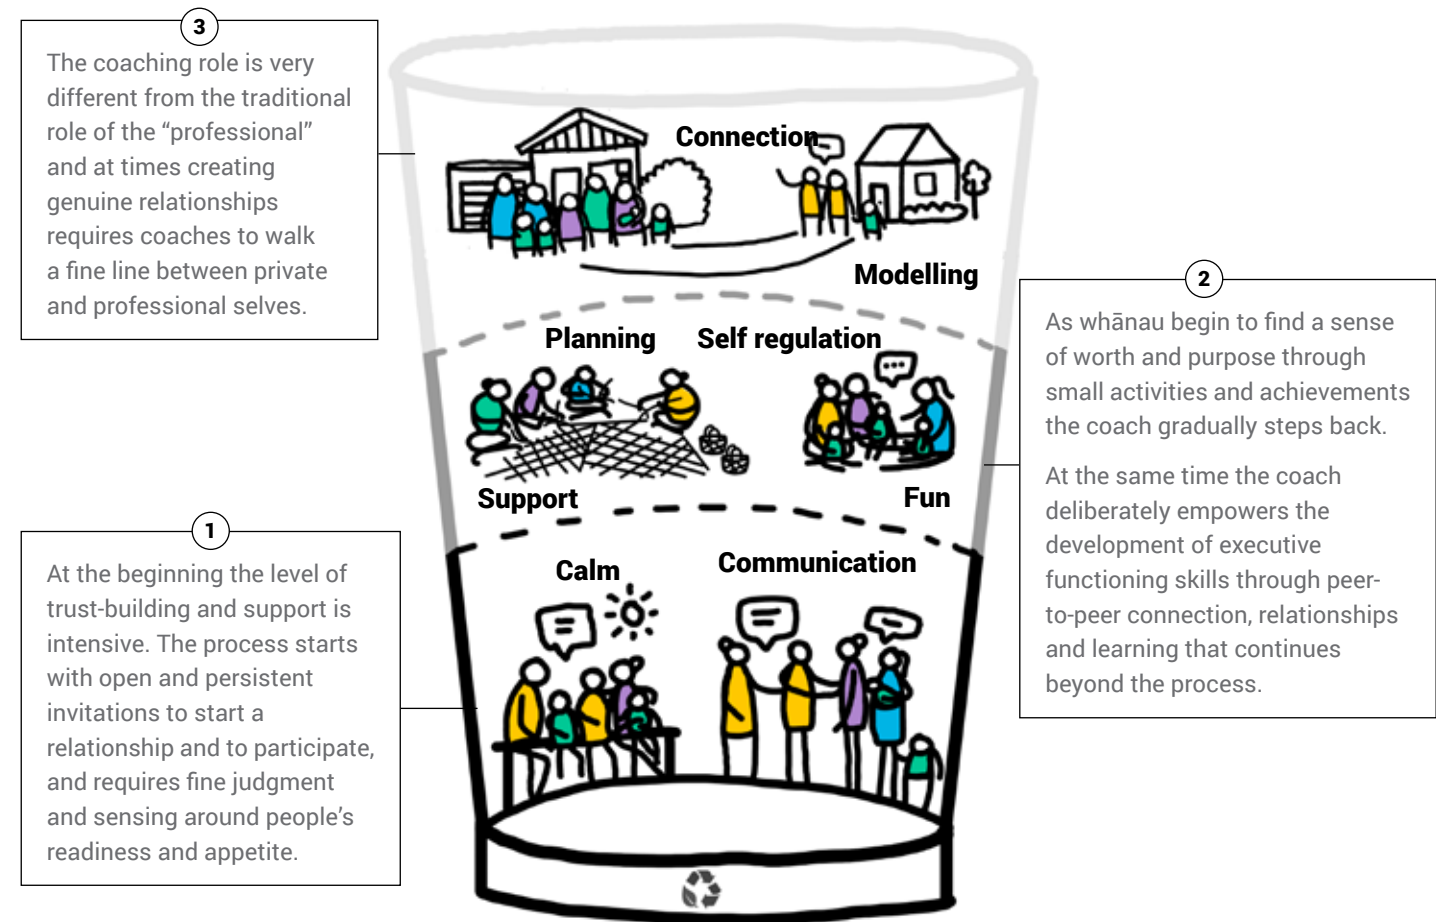 3
The coaching role is very
different from the traditional
role of the “professional”
and at times creating
genuine relationships
requires coaches to walk
a fine line between private
and professional selves.
Connection
Modelling
2
As whānau begin to find a sense
of worth and purpose through
small activities and achievements
the coach gradually steps back.
At the same time the coach
deliberately empowers the
development of executive
functioning skills through peer-
to-peer connection, relationships
and learning that continues
beyond the process.
Planning
Self regulation
Support
Fun
1
At the beginning the level of
trust-building and support is
intensive. The process starts
with open and persistent
invitations to start a
relationship and to participate,
and requires fine judgment
and sensing around people’s
readiness and appetite.
Calm
Communication